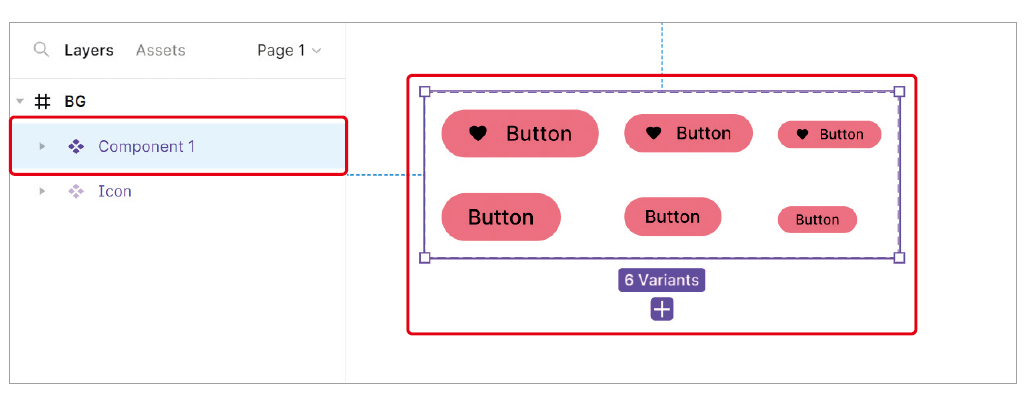 Layers Assets Page 1
BG
Component 1
Icon
Button Button Button
Button Button Button
6 Variants